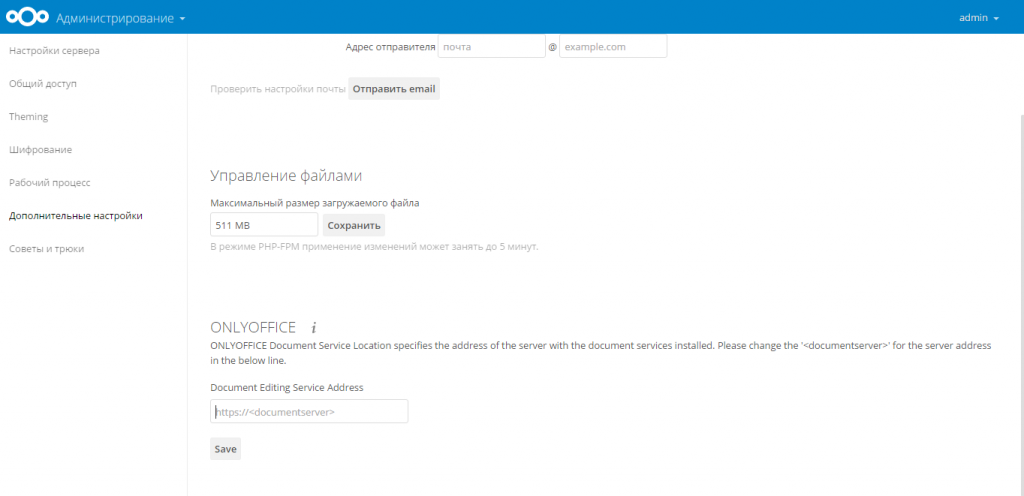 Администрирование
admin
Настройки сервера
Общий доступ
Theming
Шифрование
Рабочий процесс
Дополнительные настройки
Советы и трюки
Адрес отправителя почта @ example.com
Проверить настройки почты Отправить email
Управление файлами
Максимальный размер загружаемого файла
511 MB Сохранить
В режиме PHP-FPM применение изменений может занять до 5 минут.
ONLYOFFICE i
ONLYOFFICE Document Service Location specifies the address of the server with the document services installed. Please change the '<documentserver>' for the server address
in the below line.
Document Editing Service Address
https://<documentserver>
Save